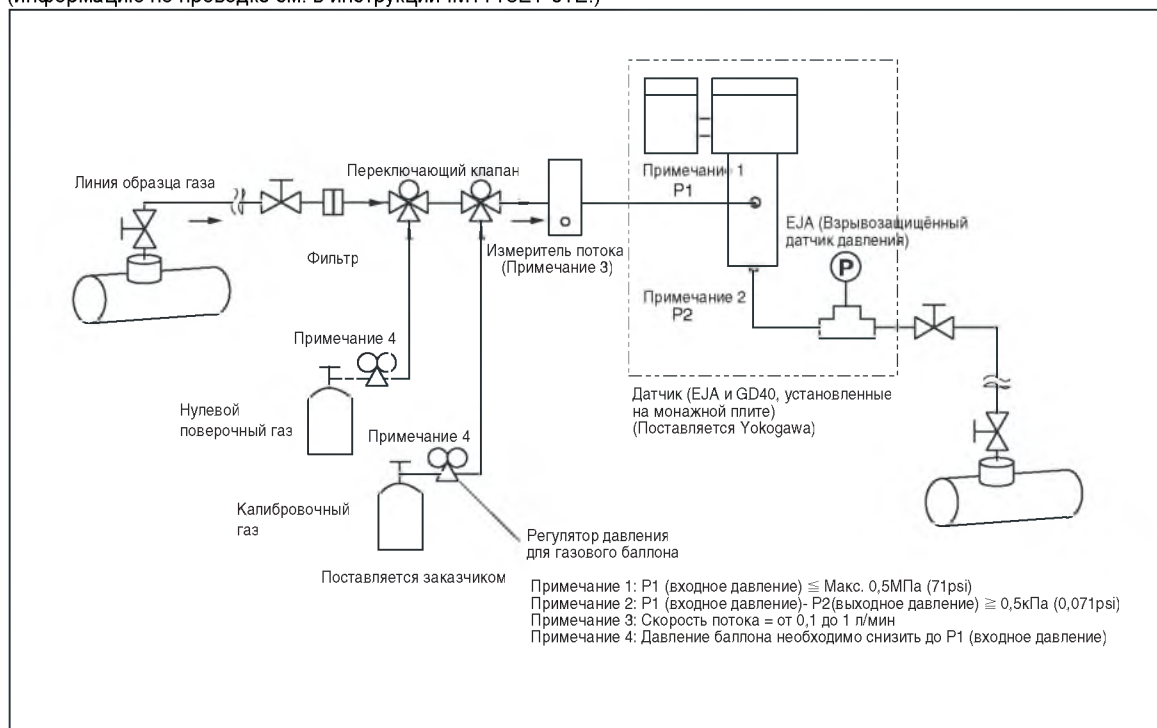 Линия образца газа
Переключающий клапан
Фильтр
Измеритель потока
(Примечание 3)
Примечание 1
P1
EJA (Взрывозащищённый
датчик давления)
P
Примечание 2
P2
Датчик (EJA и GD40, установленные
на монажной плите)
(Поставляется Yokogawa)
Примечание 4
Нулевой
поверочный газ
Примечание 4
Калибровочный
газ
Поставляется заказчиком
Регулятор давления
для газового баллона
Примечание 1: P1 (входное давление) ≦ Макс. 0,5МПа (71psi)
Примечание 2: P1 (входное давление)- P2(выходное давление) ≧ 0,5кПа (0,071psi)
Примечание 3: Скорость потока = от 0,1 до 1 л/мин
Примечание 4: Давление баллона необходимо снизить до P1 (входное давление)